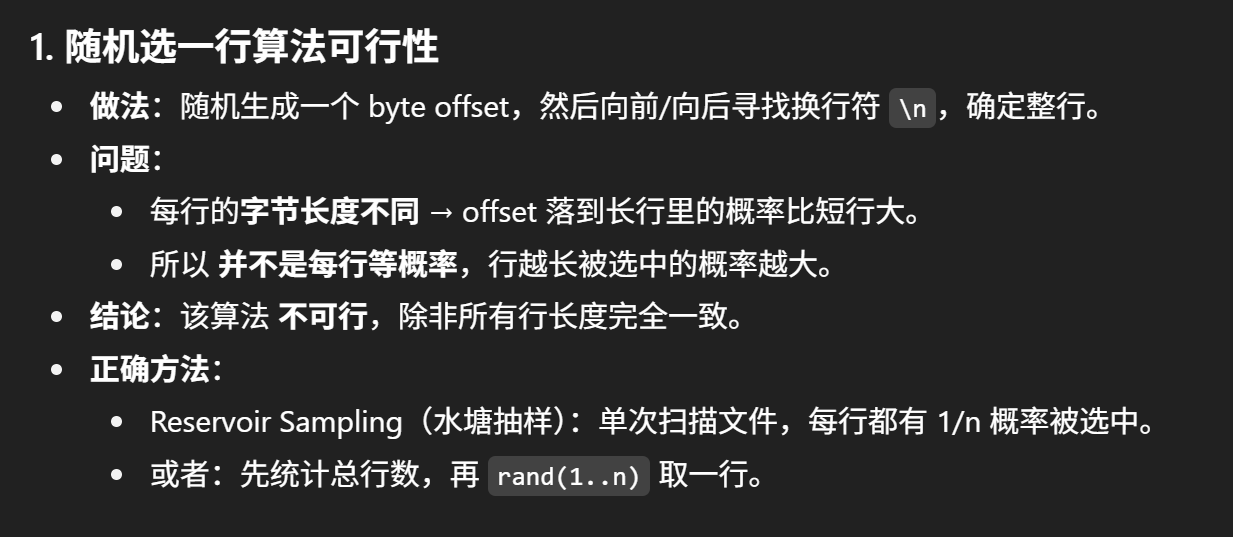 1. 随机选一行算法可行性
• 做法：随机生成一个 byte offset，然后向前/向后寻找换行符 \n，确定整行。
• 问题：
• 每行的字节长度不同 → offset 落到长行里的概率比短行大。
• 所以 并不是每行等概率，行越长被选中的概率越大。
• 结论：该算法 不可行，除非所有行长度完全一致。
• 正确方法：
• Reservoir Sampling（水塘抽样）：单次扫描文件，每行都有 1/n 概率被选中。
• 或者：先统计总行数，再 rand(1..n) 取一行。